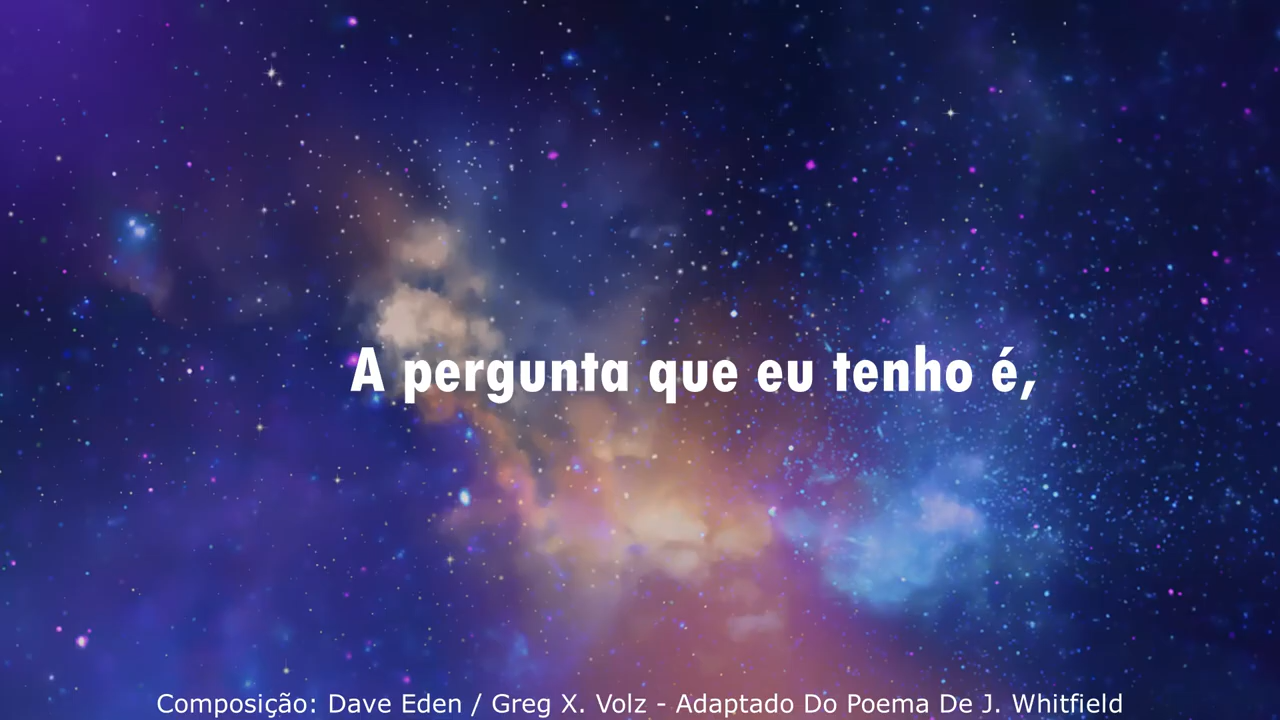 A pergunta que eu tenho é,
Composição: Dave Eden / Greg X. Volz - Adaptado Do Poema De J. Whitfield